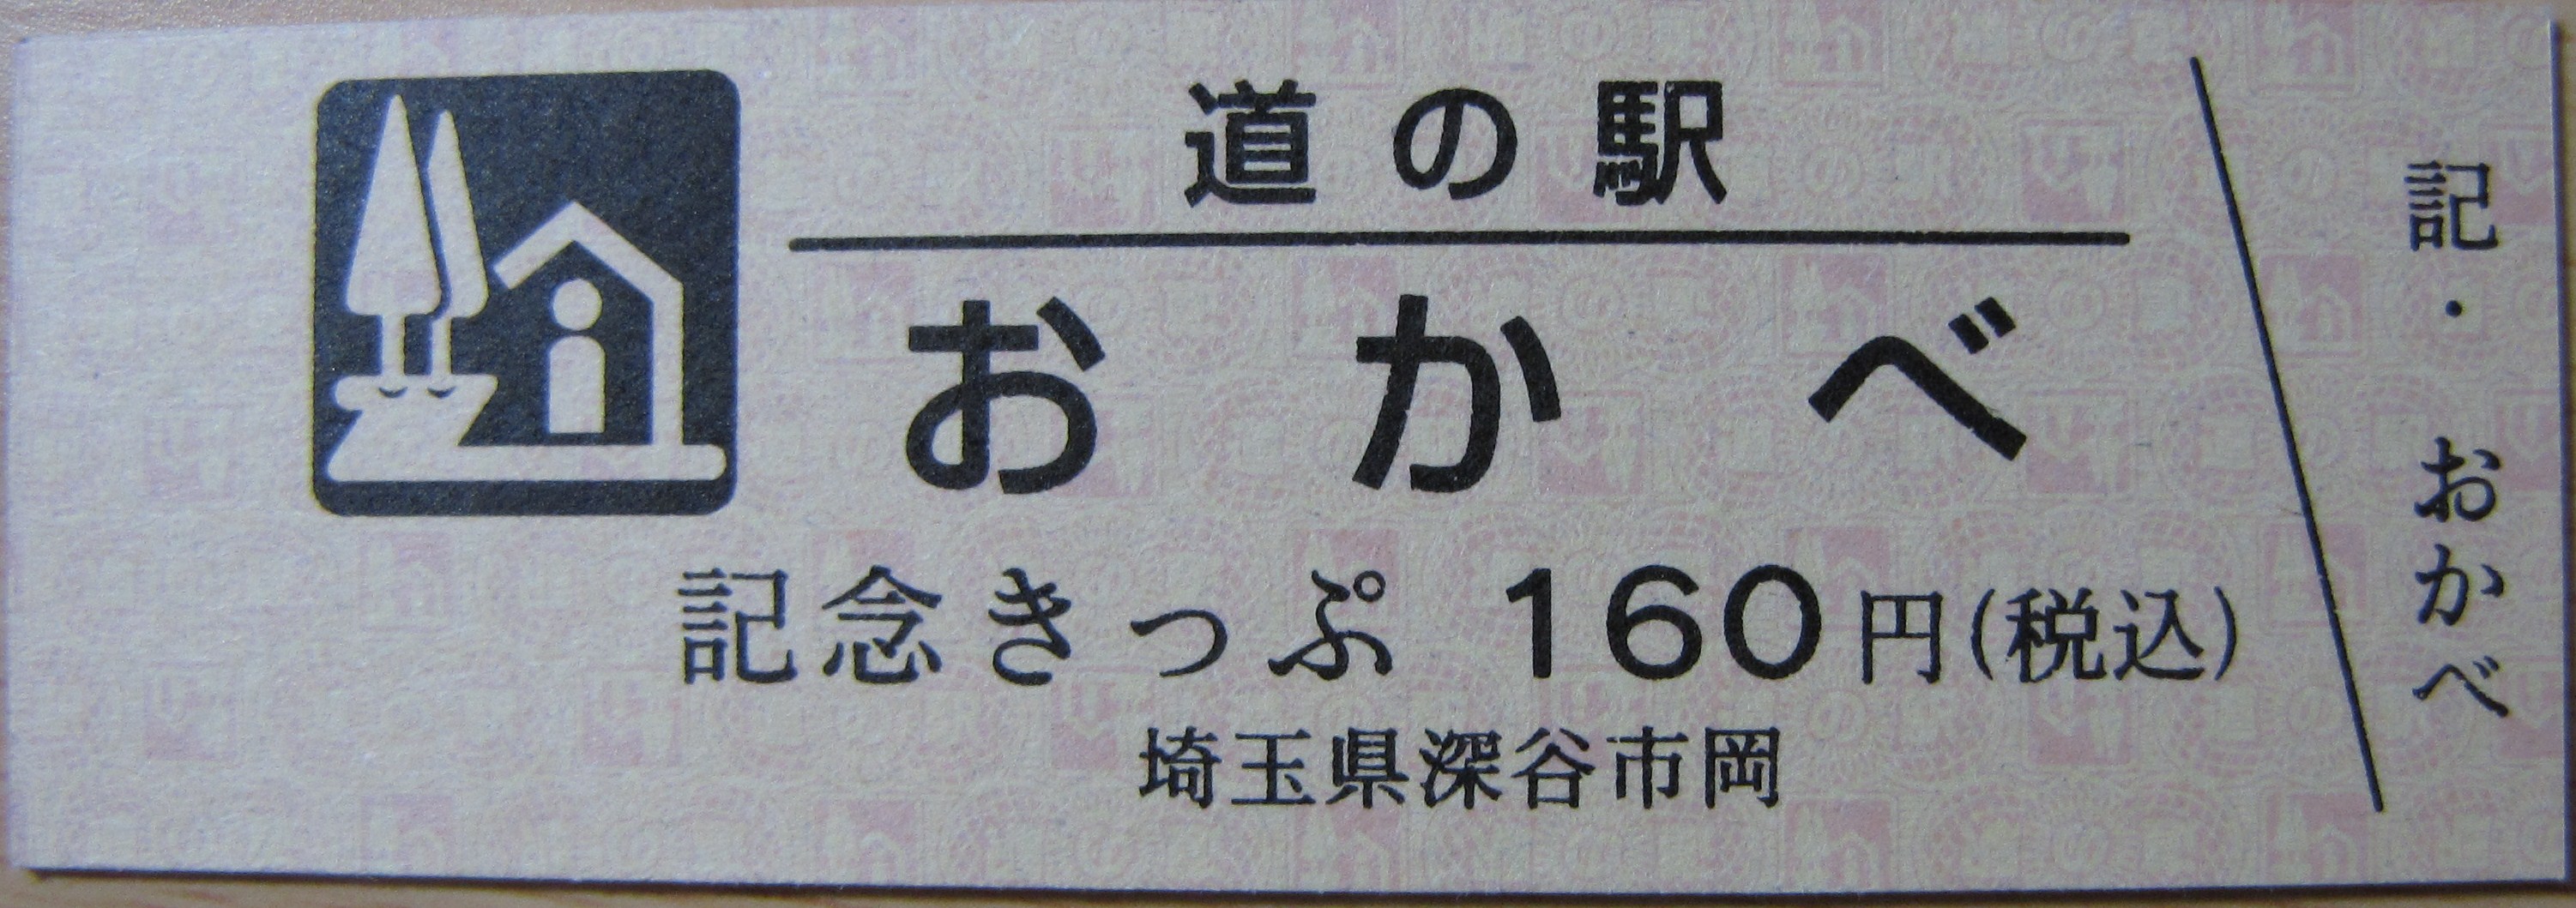 道の駅
おかべ
記念きっぷ 160円(税込)
埼玉県深谷市岡
記・おかべ